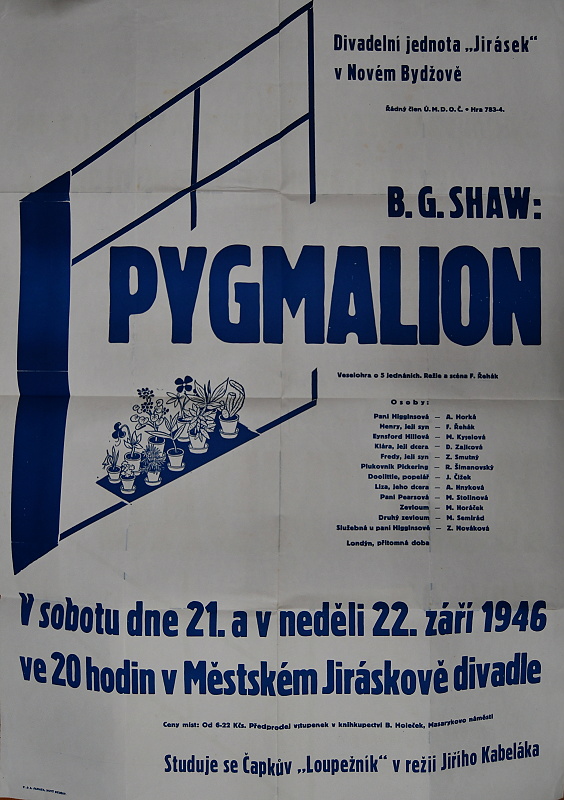 Divadelní jednota „Jirásek“
v Novém Bydžově
Řádný člen Ú. M. D. O. Č. • Hra 753-4.
B. G. SHAW:
PYGMALION
Veselohra o 5 jednáních. Režie a scéna F. Řehák
Osoby:
Paní Higginsová — A. Horká
Henry, její syn — F. Řehák
Eynsford Hillová — M. Kyselová
Klára, její dcera — D. Zajícová
Fredy, její syn — Z. Smutný
Plukovník Pickering — R. Šimanovský
Doolittle, popelář — J. Čížek
Líza, jeho dcera — A. Hnyková
Paní Pearsová — M. Stolínová
Zevloun — M. Horáček
Druhý zevloun — M. Semirád
Služebná u paní Higginsové — Z. Nováková
Londýn, přítomná doba
V sobotu dne 21. a v neděli 22. září 1946
ve 20 hodin v Městském Jiráskově divadle
Ceny míst: Od 6-22 Kčs. Předprodej vstupenek v knihkupectví B. Holeček, Masarykovo náměstí
Studuje se Čapkův „Loupežník“ v režii Jiřího Kabeláka